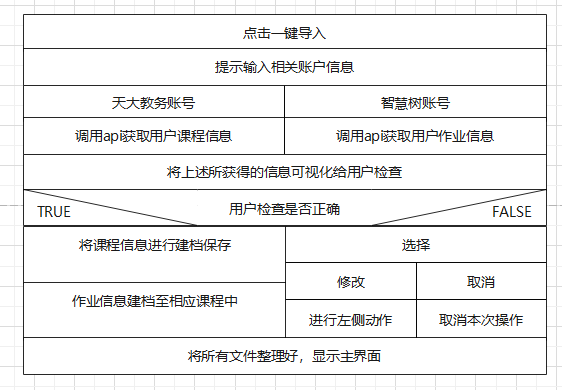 点击一键导入
提示输入相关账户信息
天大教务账号
智慧树账号
调用api获取用户课程信息
调用api获取用户作业信息
将上述所获得的信息可视化给用户检查
用户检查是否正确
TRUE
FALSE
将课程信息进行建档保存
选择
作业信息建档至相应课程中
修改
取消
进行左侧动作
取消本次操作
将所有文件整理好，显示主界面